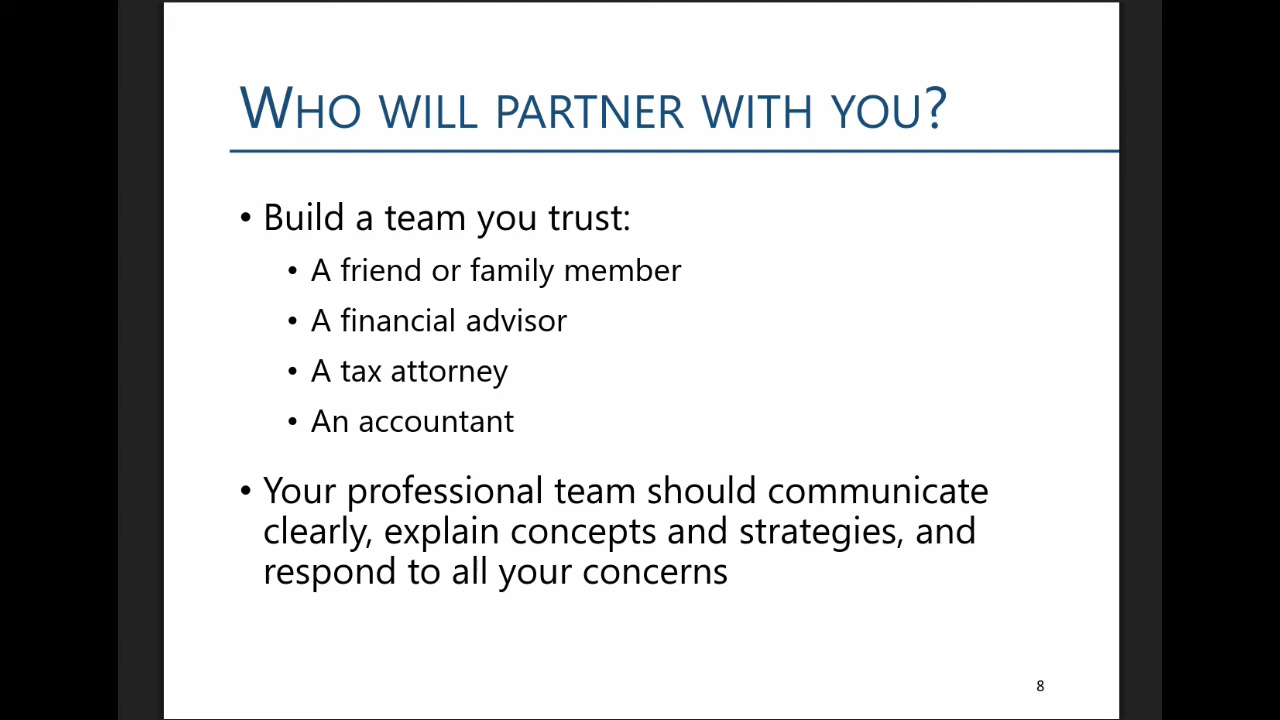 WHO WILL PARTNER WITH YOU?
• Build a team you trust:
• A friend or family member
• A financial advisor
• A tax attorney
• An accountant
• Your professional team should communicate
clearly, explain concepts and strategies, and
respond to all your concerns
8